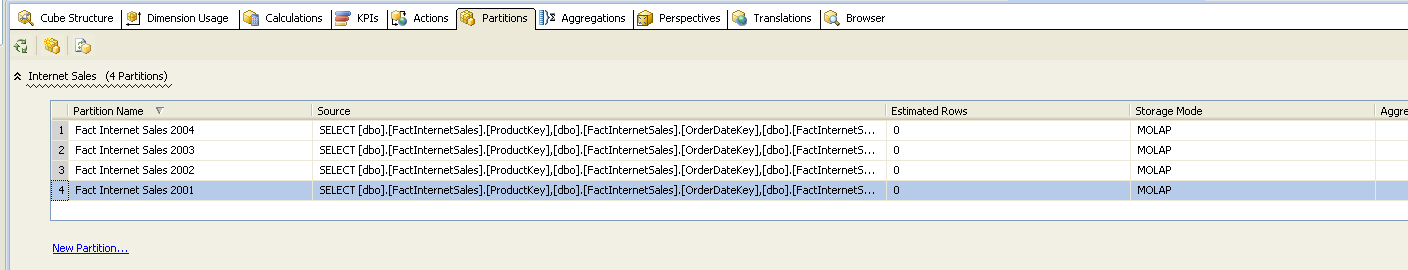 Cube Structure Dimension Usage Calculations KPIs Actions Partitions Aggregations Perspectives Translations Browser
Internet Sales (4 Partitions)
Partition Name Source Estimated Rows Storage Mode Aggre
1 Fact Internet Sales 2004 SELECT [dbo].[FactInternetSales].[ProductKey],[dbo].[FactInternetSales].[OrderDateKey],[dbo].[FactInternetS... 0 MOLAP
2 Fact Internet Sales 2003 SELECT [dbo].[FactInternetSales].[ProductKey],[dbo].[FactInternetSales].[OrderDateKey],[dbo].[FactInternetS... 0 MOLAP
3 Fact Internet Sales 2002 SELECT [dbo].[FactInternetSales].[ProductKey],[dbo].[FactInternetSales].[OrderDateKey],[dbo].[FactInternetS... 0 MOLAP
4 Fact Internet Sales 2001 SELECT [dbo].[FactInternetSales].[ProductKey],[dbo].[FactInternetSales].[OrderDateKey],[dbo].[FactInternetS... 0 MOLAP
New Partition...